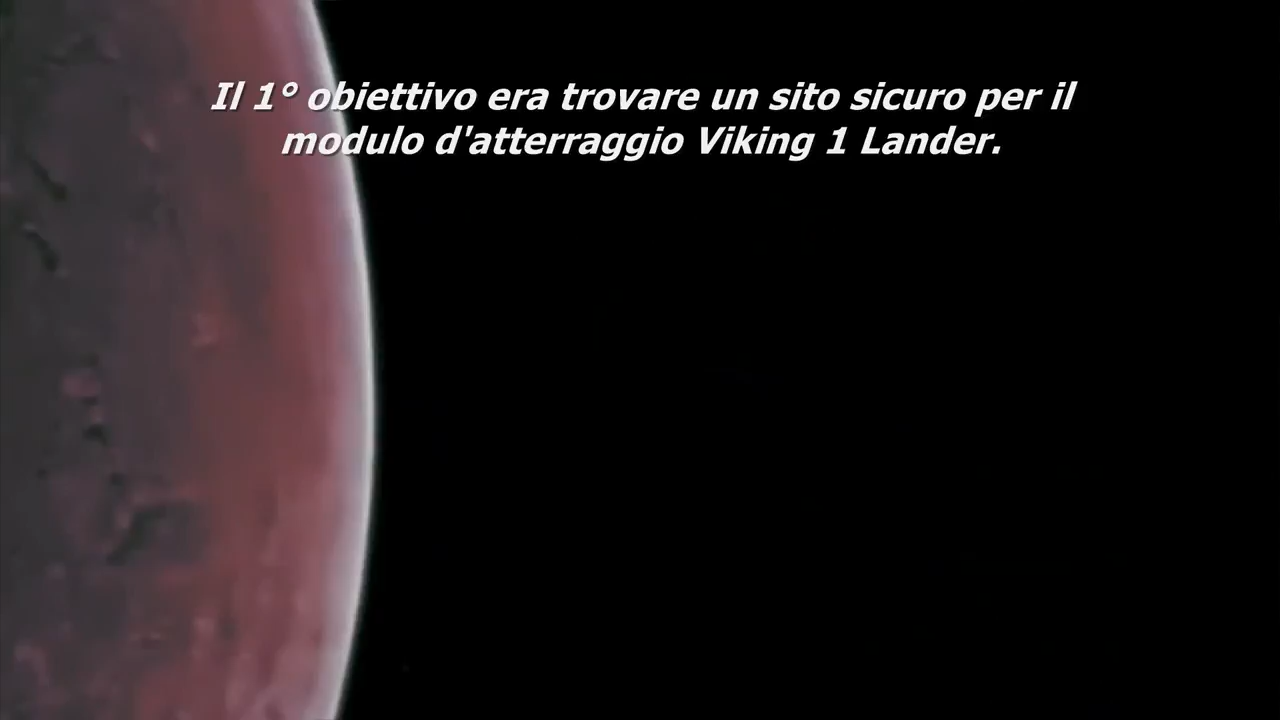 Il 1° obiettivo era trovare un sito sicuro per il
modulo d'atterraggio Viking 1 Lander.